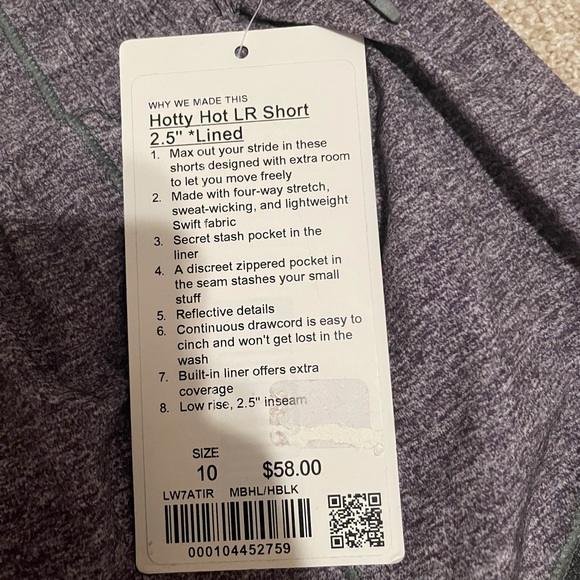 WHY WE MADE THIS
Hotty Hot LR Short
2.5" *Lined
1. Max out your stride in these
shorts designed with extra room
to let you move freely
2. Made with four-way stretch,
sweat-wicking, and lightweight
Swift fabric
3. Secret stash pocket in the
liner
4. A discreet zippered pocket in
the seam stashes your small
stuff
5. Reflective details
6. Continuous drawcord is easy to
cinch and won't get lost in the
wash
7. Built-in liner offers extra
coverage
8. Low rise, 2.5" inseam
SIZE
10 $58.00
LW7ATIR MBHL/HBLK
000104452759